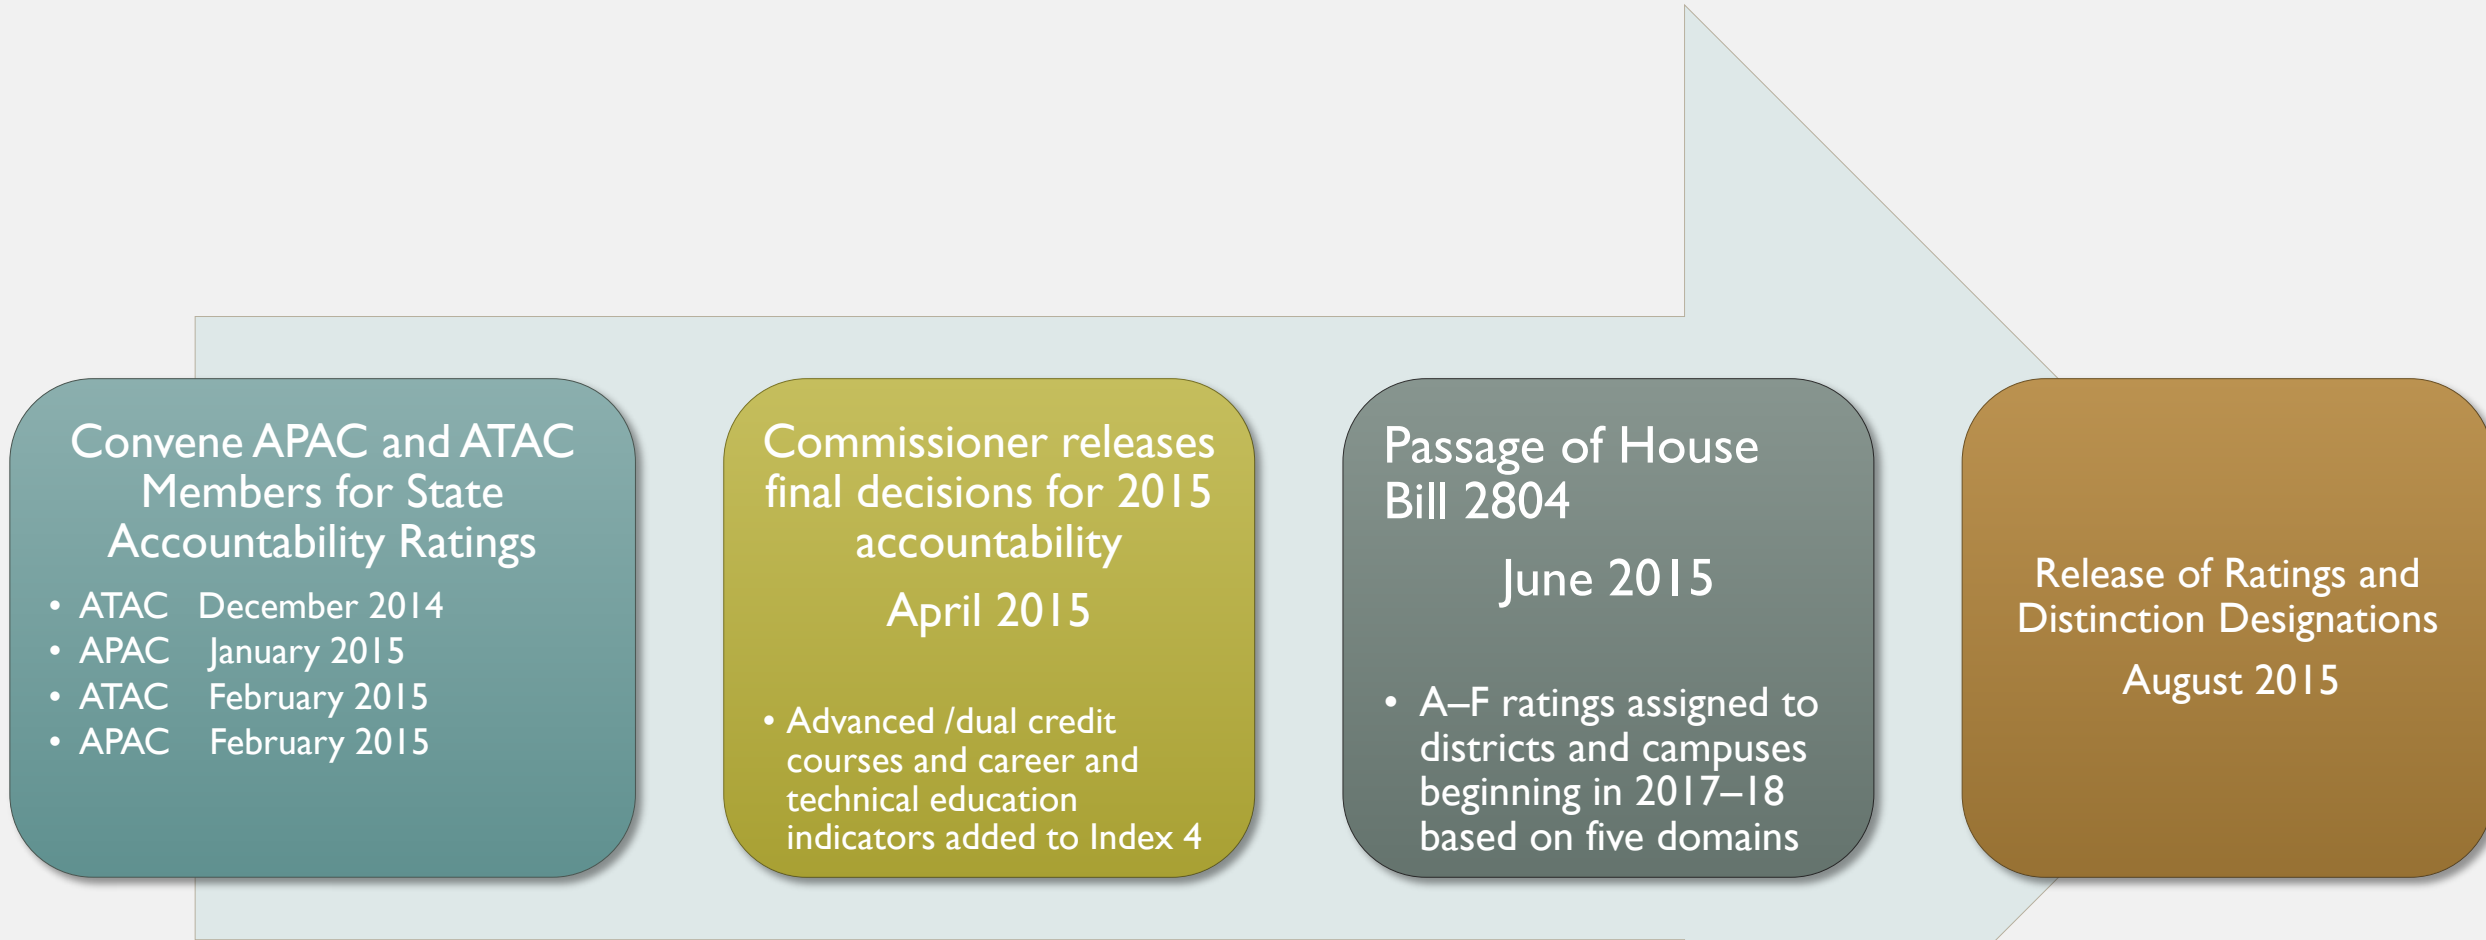 Convene APAC and ATAC
Members for State
Accountability Ratings
• ATAC December 2014
• APAC January 2015
• ATAC February 2015
• APAC February 2015
Commissioner releases
final decisions for 2015
accountability
April 2015
• Advanced /dual credit
courses and career and
technical education
indicators added to Index 4
Passage of House
Bill 2804
June 2015
• A–F ratings assigned to
districts and campuses
beginning in 2017–18
based on five domains
Release of Ratings and
Distinction Designations
August 2015